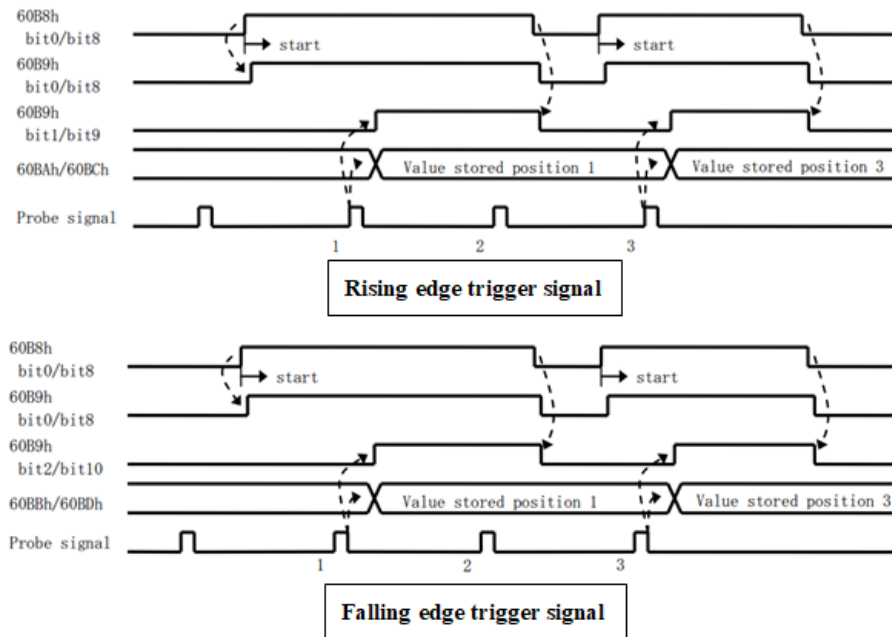 60B8h
bit0/bit8
start
start
60B9h
bit0/bit8
60B9h
bit1/bit9
60BAh/60BCh
Value stored position 1
Value stored position 3
Probe signal
1
2
3
Rising edge trigger signal
60B8h
bit0/bit8
start
start
60B9h
bit0/bit8
60B9h
bit2/bit10
60BBh/60BDh
Value stored position 1
Value stored position 3
Probe signal
1
2
3
Falling edge trigger signal